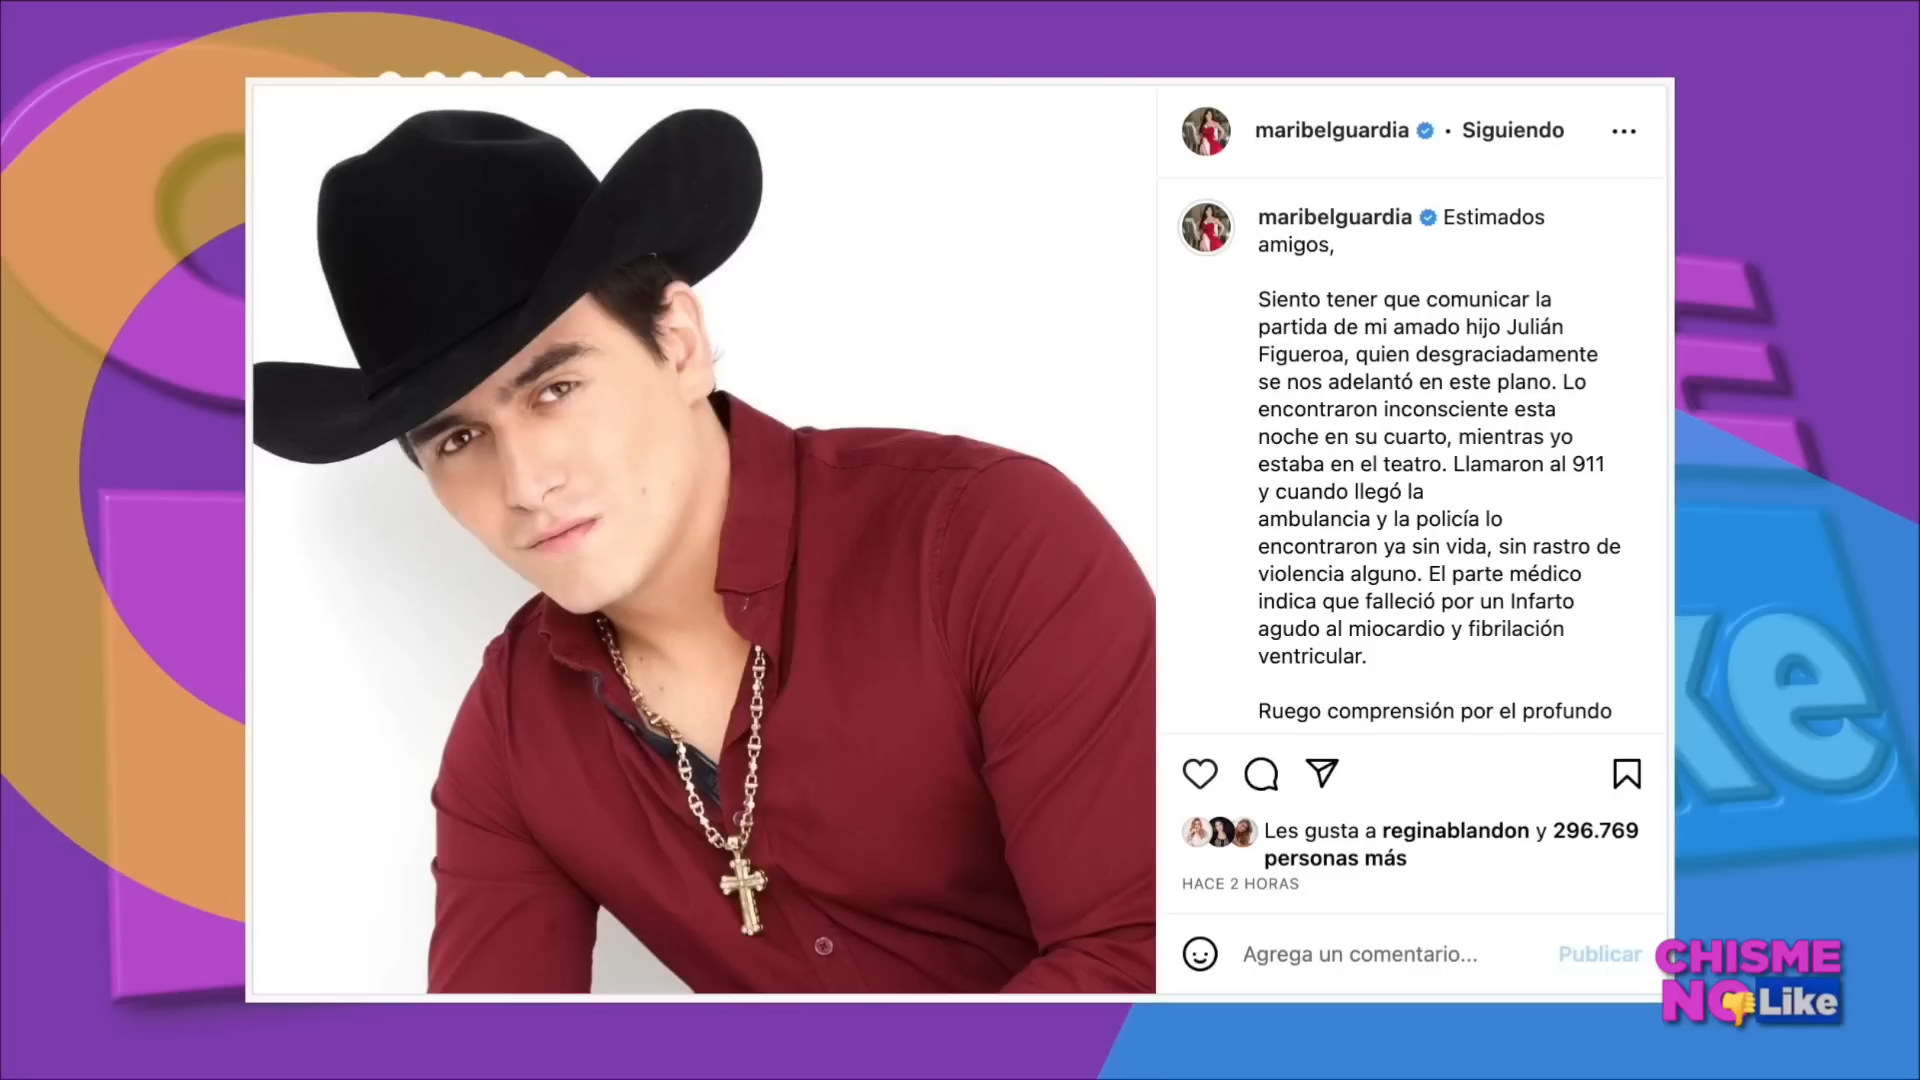 maribelguardia • Siguiendo
maribelguardia Estimados
amigos,
Siento tener que comunicar la
partida de mi amado hijo Julián
Figueroa, quien desgraciadamente
se nos adelantó en este plano. Lo
encontraron inconsciente esta
noche en su cuarto, mientras yo
estaba en el teatro. Llamaron al 911
y cuando llegó la
ambulancia y la policía lo
encontraron ya sin vida, sin rastro de
violencia alguno. El parte médico
indica que falleció por un Infarto
agudo al miocardio y fibrilación
ventricular.
Ruego comprensión por el profundo
Les gusta a reginablandon y 296.769
personas más
HACE 2 HORAS
Agrega un comentario... Publicar
CHISME
NO Like